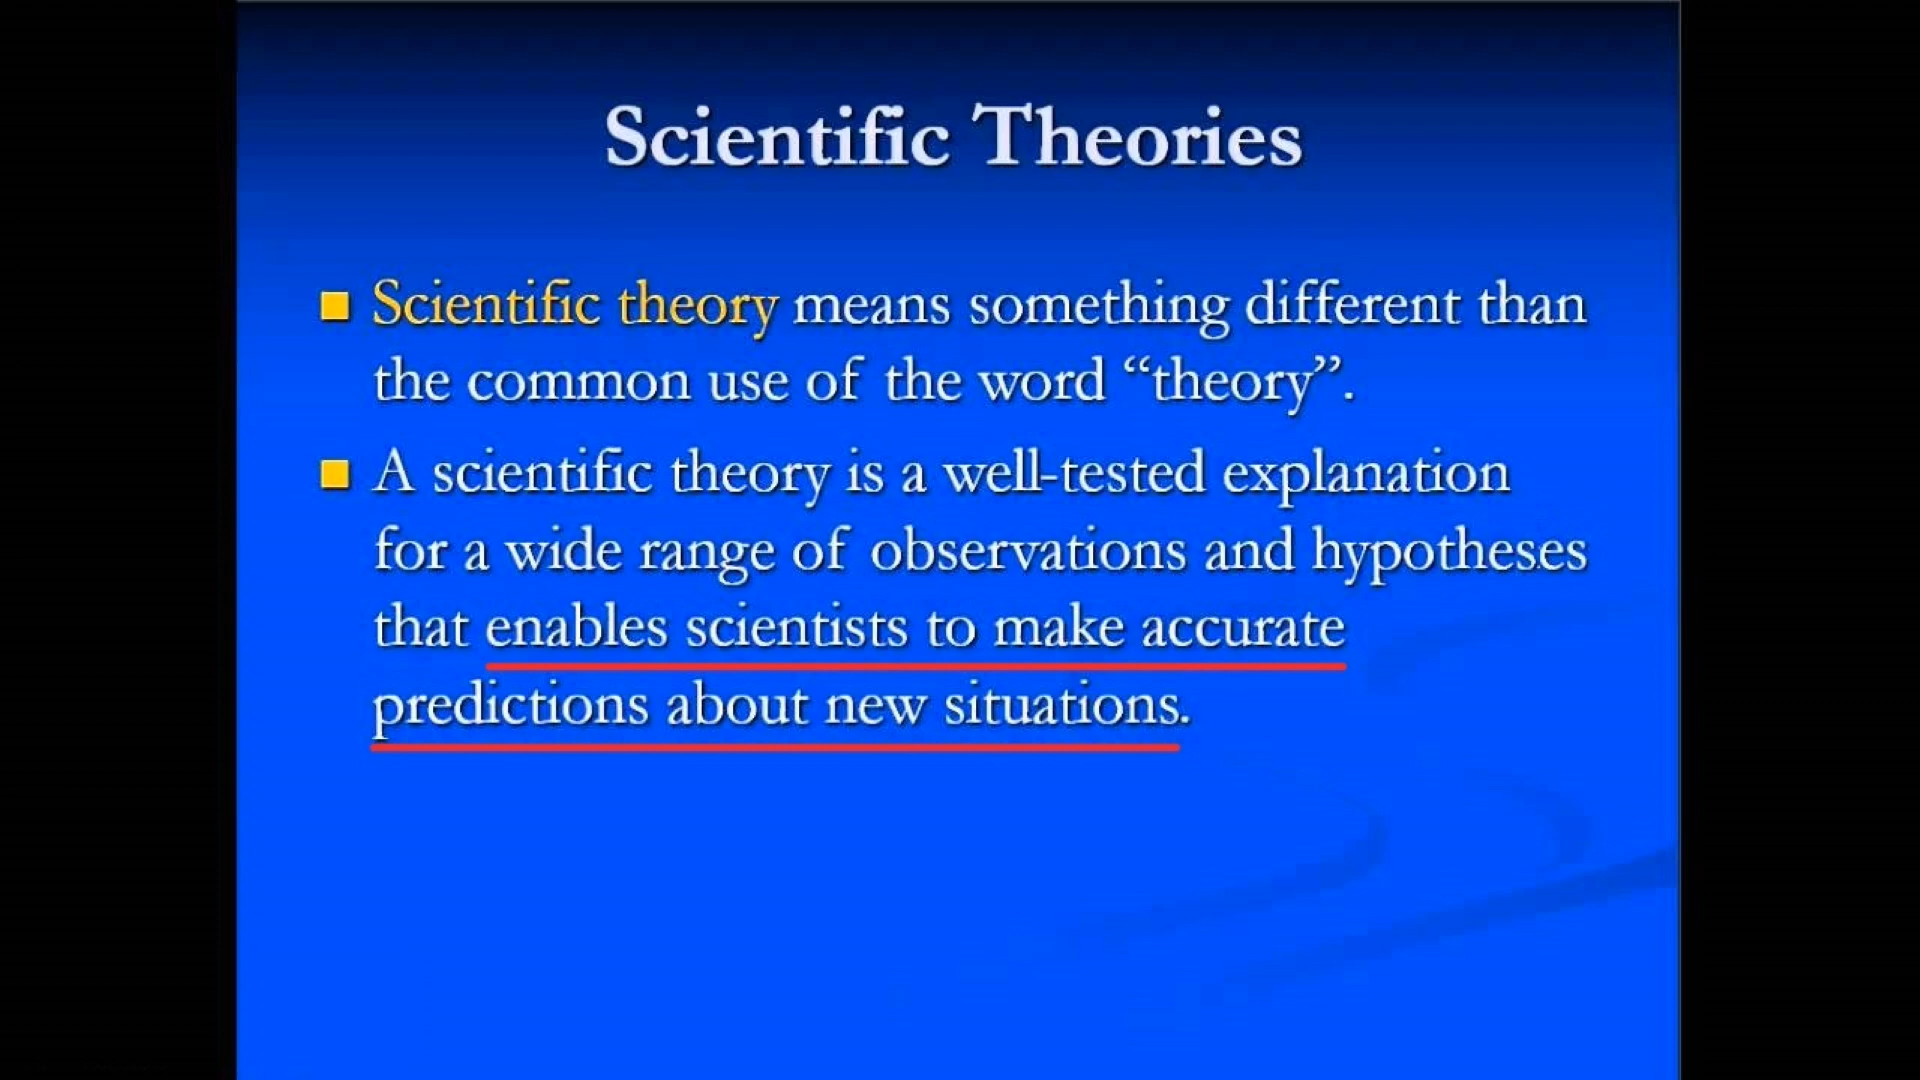 Scientific Theories
Scientific theory means something different than
the common use of the word “theory”.
A scientific theory is a well-tested explanation
for a wide range of observations and hypotheses
that enables scientists to make accurate
predictions about new situations.